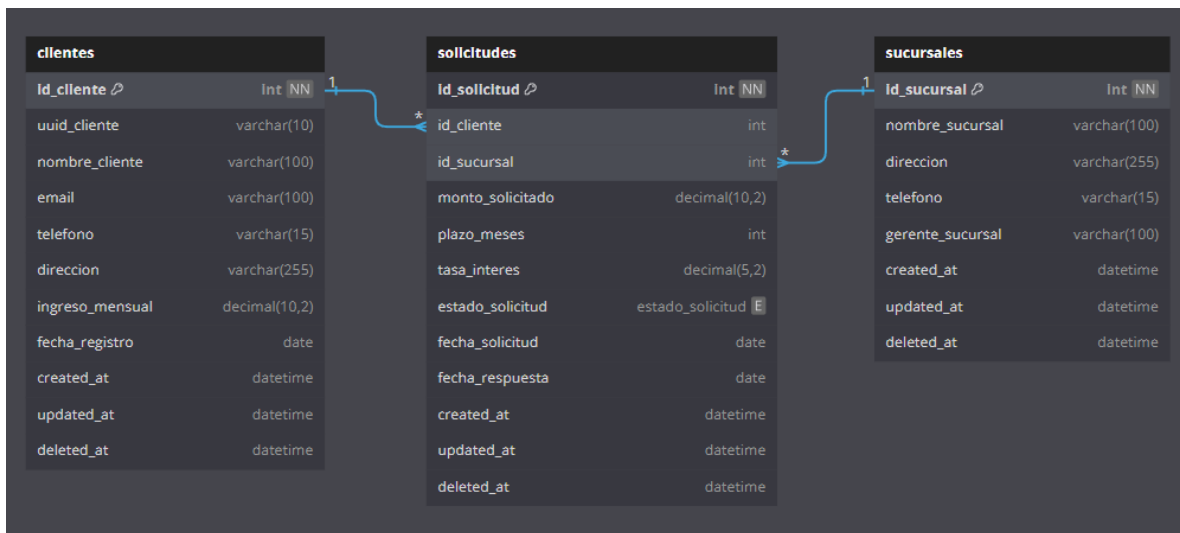 clientes
id_cliente int NN
uuid_cliente varchar(10)
nombre_cliente varchar(100)
email varchar(100)
telefono varchar(15)
direccion varchar(255)
ingreso_mensual decimal(10,2)
fecha_registro date
created_at datetime
updated_at datetime
deleted_at datetime
1
*
solicitudes
id_solicitud int NN
id_cliente int
id_sucursal int
monto_solicitado decimal(10,2)
plazo_meses int
tasa_interes decimal(5,2)
estado_solicitud estado_solicitud E
fecha_solicitud date
fecha_respuesta date
created_at datetime
updated_at datetime
deleted_at datetime
*
1
sucursales
id_sucursal int NN
nombre_sucursal varchar(100)
direccion varchar(255)
telefono varchar(15)
gerente_sucursal varchar(100)
created_at datetime
updated_at datetime
deleted_at datetime